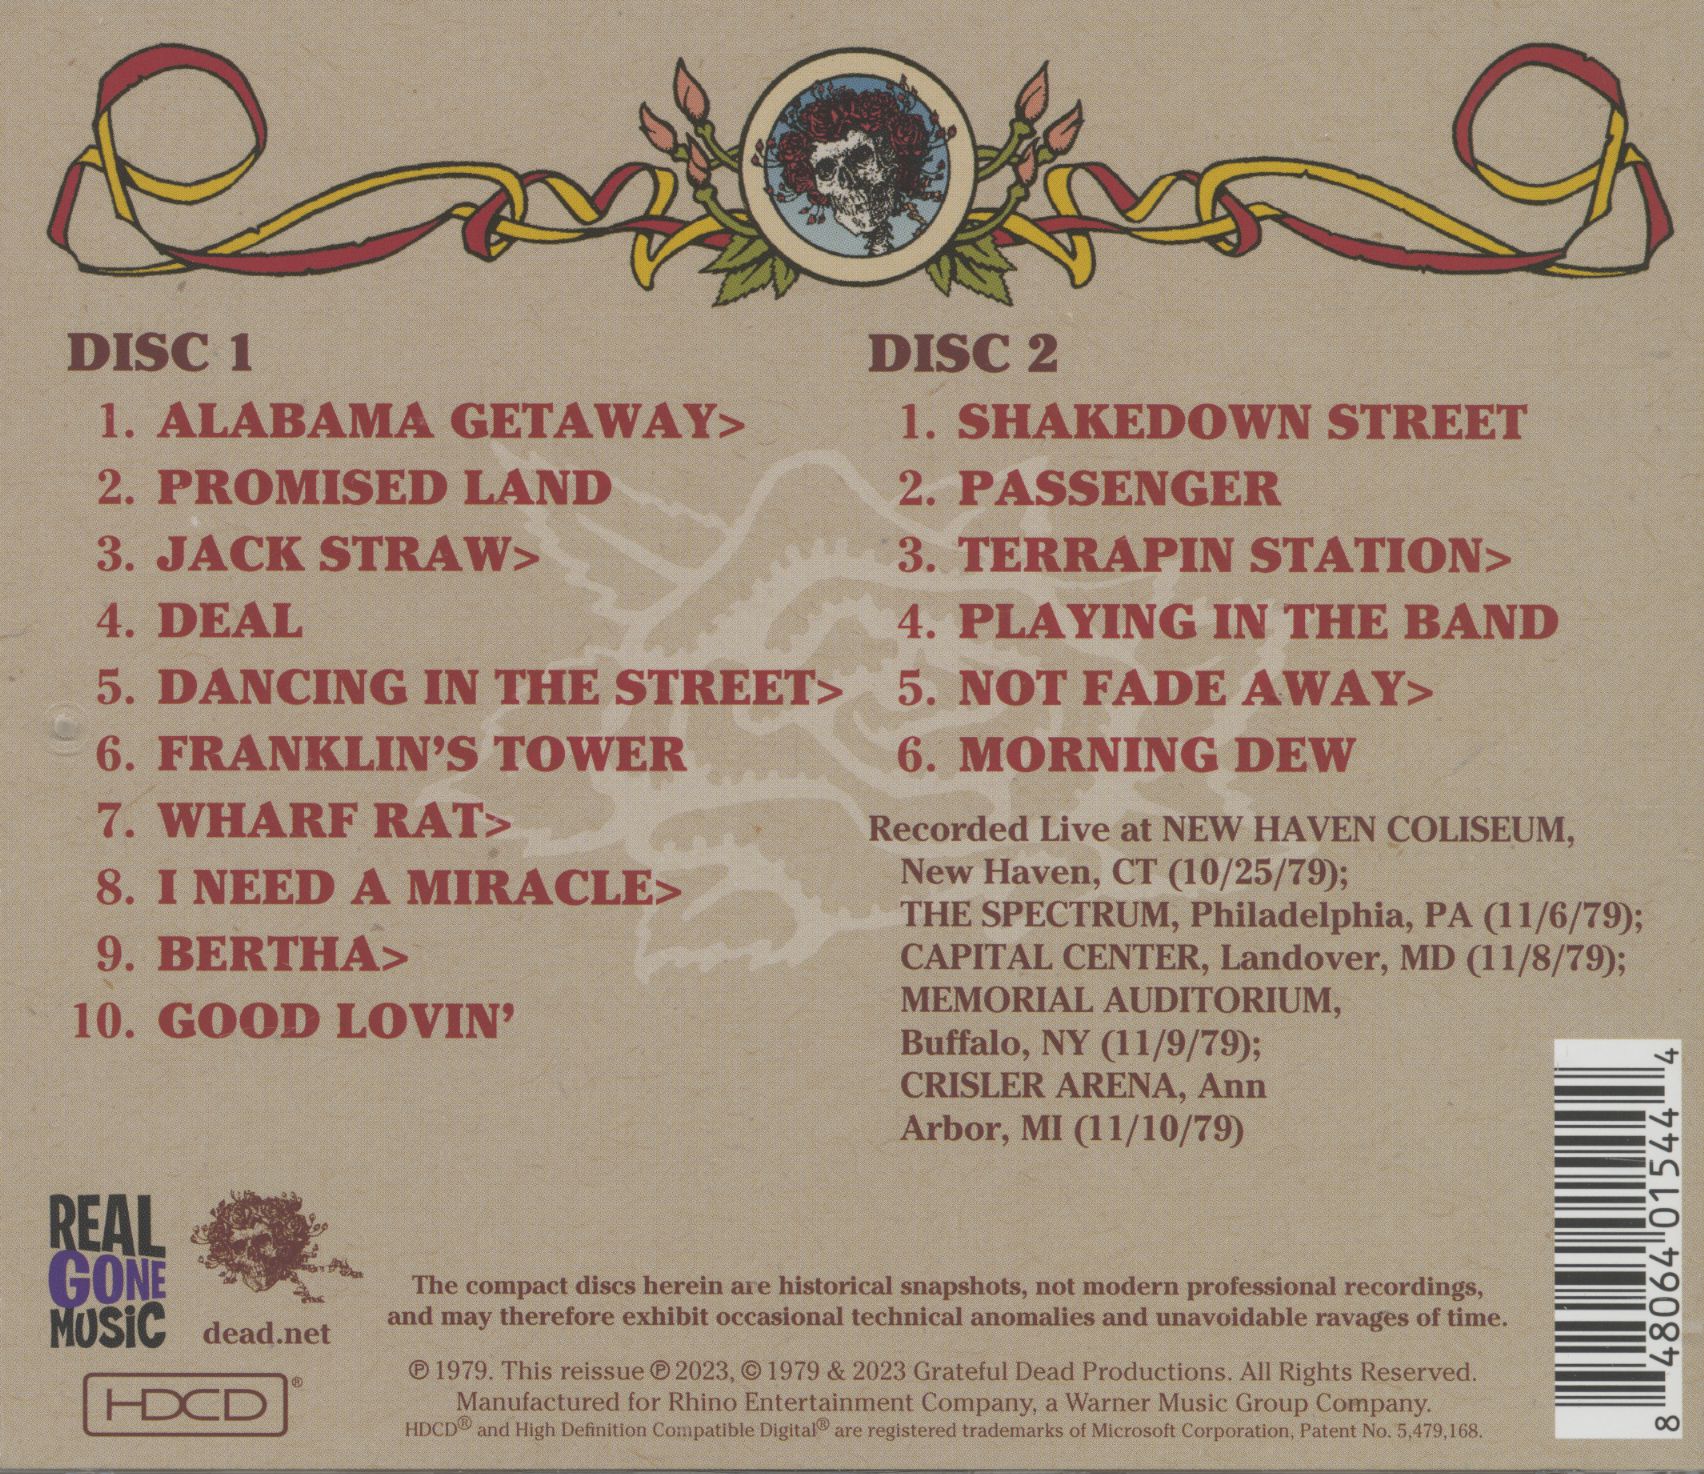 DISC 1
1. ALABAMA GETAWAY>
2. PROMISED LAND
3. JACK STRAW>
4. DEAL
5. DANCING IN THE STREET>
6. FRANKLIN'S TOWER
7. WHARF RAT>
8. I NEED A MIRACLE>
9. BERTHA>
10. GOOD LOVIN'
DISC 2
1. SHAKEDOWN STREET
2. PASSENGER
3. TERRAPIN STATION>
4. PLAYING IN THE BAND
5. NOT FADE AWAY>
6. MORNING DEW
Recorded Live at NEW HAVEN COLISEUM,
New Haven, CT (10/25/79);
THE SPECTRUM, Philadelphia, PA (11/6/79);
CAPITAL CENTER, Landover, MD (11/8/79);
MEMORIAL AUDITORIUM,
Buffalo, NY (11/9/79);
CRISLER ARENA, Ann
Arbor, MI (11/10/79)
REAL
GONE
MUSiC
dead.net
HDCD®
The compact discs herein are historical snapshots, not modern professional recordings,
and may therefore exhibit occasional technical anomalies and unavoidable ravages of time.
℗ 1979. This reissue ℗ 2023, © 1979 & 2023 Grateful Dead Productions. All Rights Reserved.
Manufactured for Rhino Entertainment Company, a Warner Music Group Company.
HDCD® and High Definition Compatible Digital® are registered trademarks of Microsoft Corporation, Patent No. 5,479,168.
8 48064 01544 4